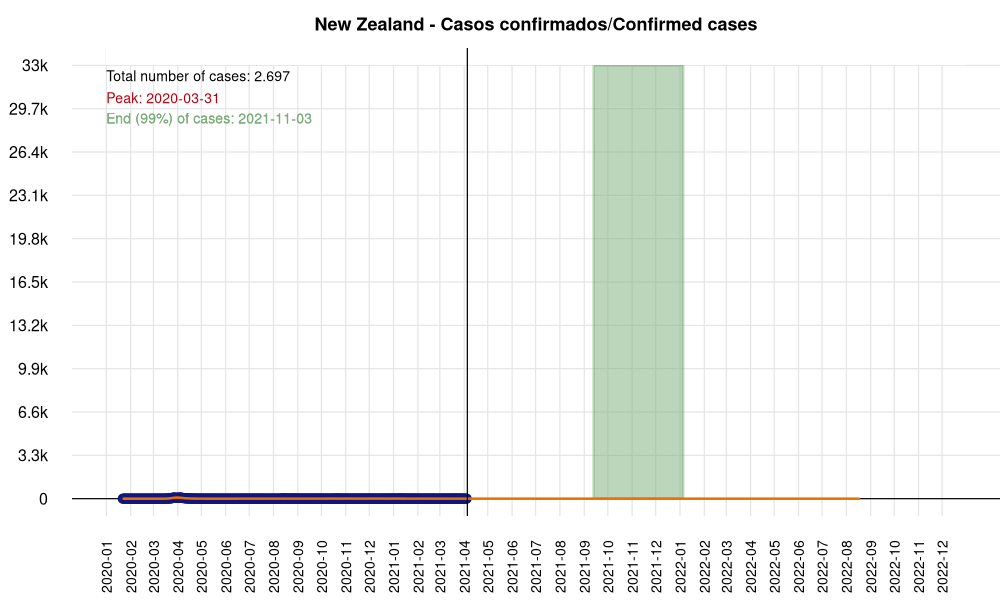 New Zealand - Casos confirmados/Confirmed cases
Total number of cases: 2.697
Peak: 2020-03-31
End (99%) of cases: 2021-11-03
33k
29.7k
26.4k
23.1k
19.8k
16.5k
13.2k
9.9k
6.6k
3.3k
0
2020-01
2020-02
2020-03
2020-04
2020-05
2020-06
2020-07
2020-08
2020-09
2020-10
2020-11
2020-12
2021-01
2021-02
2021-03
2021-04
2021-05
2021-06
2021-07
2021-08
2021-09
2021-10
2021-11
2021-12
2022-01
2022-02
2022-03
2022-04
2022-05
2022-06
2022-07
2022-08
2022-09
2022-10
2022-11
2022-12